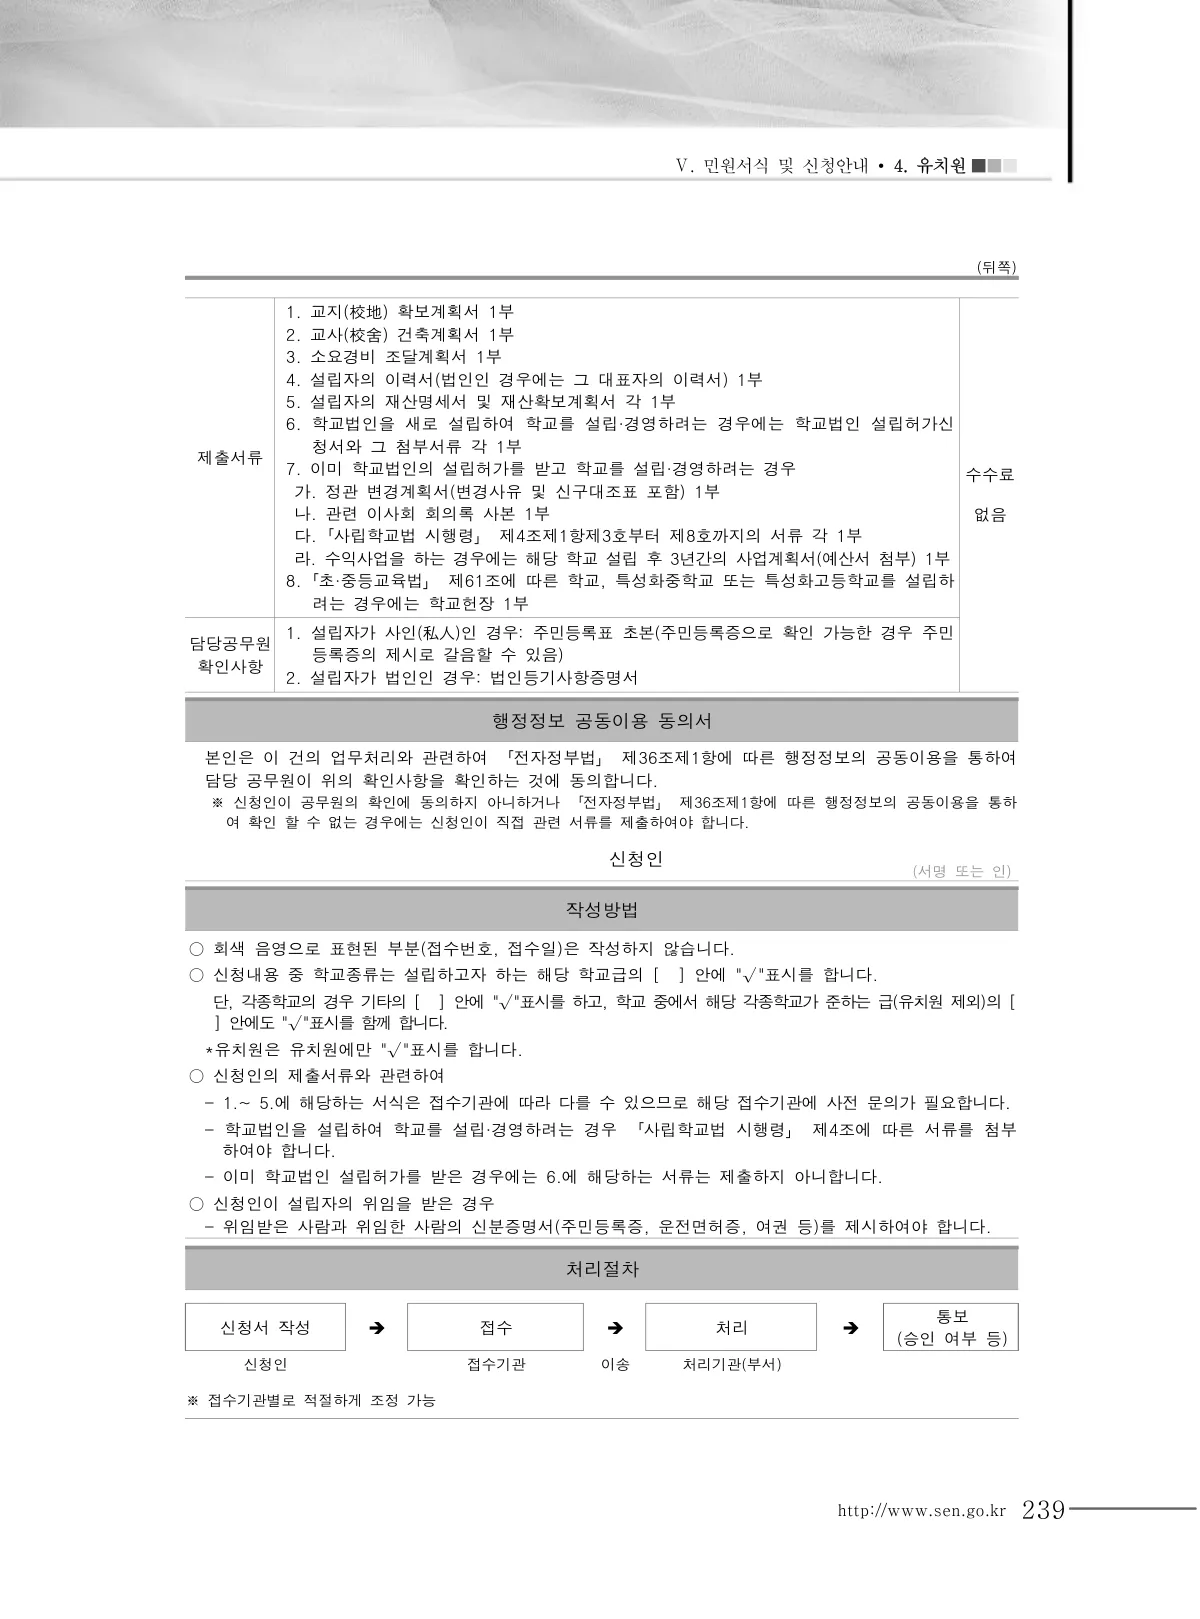 Ⅴ. 민원서식 및 신청안내 • 4. 유치원
(뒤쪽)
제출서류
1. 교지(校地) 확보계획서 1부
2. 교사(校舍) 건축계획서 1부
3. 소요경비 조달계획서 1부
4. 설립자의 이력서(법인인 경우에는 그 대표자의 이력서) 1부
5. 설립자의 재산명세서 및 재산확보계획서 각 1부
6. 학교법인을 새로 설립하여 학교를 설립·경영하려는 경우에는 학교법인 설립허가신
청서와 그 첨부서류 각 1부
7. 이미 학교법인의 설립허가를 받고 학교를 설립·경영하려는 경우
가. 정관 변경계획서(변경사유 및 신구대조표 포함) 1부
나. 관련 이사회 회의록 사본 1부
다.「사립학교법 시행령」 제4조제1항제3호부터 제8호까지의 서류 각 1부
라. 수익사업을 하는 경우에는 해당 학교 설립 후 3년간의 사업계획서(예산서 첨부) 1부
8.「초·중등교육법」 제61조에 따른 학교, 특성화중학교 또는 특성화고등학교를 설립하
려는 경우에는 학교헌장 1부
수수료
없음
담당공무원
확인사항
1. 설립자가 사인(私人)인 경우: 주민등록표 초본(주민등록증으로 확인 가능한 경우 주민
등록증의 제시로 갈음할 수 있음)
2. 설립자가 법인인 경우: 법인등기사항증명서
행정정보 공동이용 동의서
본인은 이 건의 업무처리와 관련하여 「전자정부법」 제36조제1항에 따른 행정정보의 공동이용을 통하여
담당 공무원이 위의 확인사항을 확인하는 것에 동의합니다.
※ 신청인이 공무원의 확인에 동의하지 아니하거나 「전자정부법」 제36조제1항에 따른 행정정보의 공동이용을 통하
여 확인 할 수 없는 경우에는 신청인이 직접 관련 서류를 제출하여야 합니다.
신청인
(서명 또는 인)
작성방법
○ 회색 음영으로 표현된 부분(접수번호, 접수일)은 작성하지 않습니다.
○ 신청내용 중 학교종류는 설립하고자 하는 해당 학교급의 [ ] 안에 "√"표시를 합니다.
단, 각종학교의 경우 기타의 [ ] 안에 "√"표시를 하고, 학교 중에서 해당 각종학교가 준하는 급(유치원 제외)의 [
] 안에도 "√"표시를 함께 합니다.
*유치원은 유치원에만 "√"표시를 합니다.
○ 신청인의 제출서류와 관련하여
- 1.~ 5.에 해당하는 서식은 접수기관에 따라 다를 수 있으므로 해당 접수기관에 사전 문의가 필요합니다.
- 학교법인을 설립하여 학교를 설립·경영하려는 경우 「사립학교법 시행령」 제4조에 따른 서류를 첨부
하여야 합니다.
- 이미 학교법인 설립허가를 받은 경우에는 6.에 해당하는 서류는 제출하지 아니합니다.
○ 신청인이 설립자의 위임을 받은 경우
- 위임받은 사람과 위임한 사람의 신분증명서(주민등록증, 운전면허증, 여권 등)를 제시하여야 합니다.
처리절차
신청서 작성 ➔ 접수 ➔ 처리 ➔ 통보
(승인 여부 등)
신청인 접수기관 이송 처리기관(부서)
※ 접수기관별로 적절하게 조정 가능
http://www.sen.go.kr 239